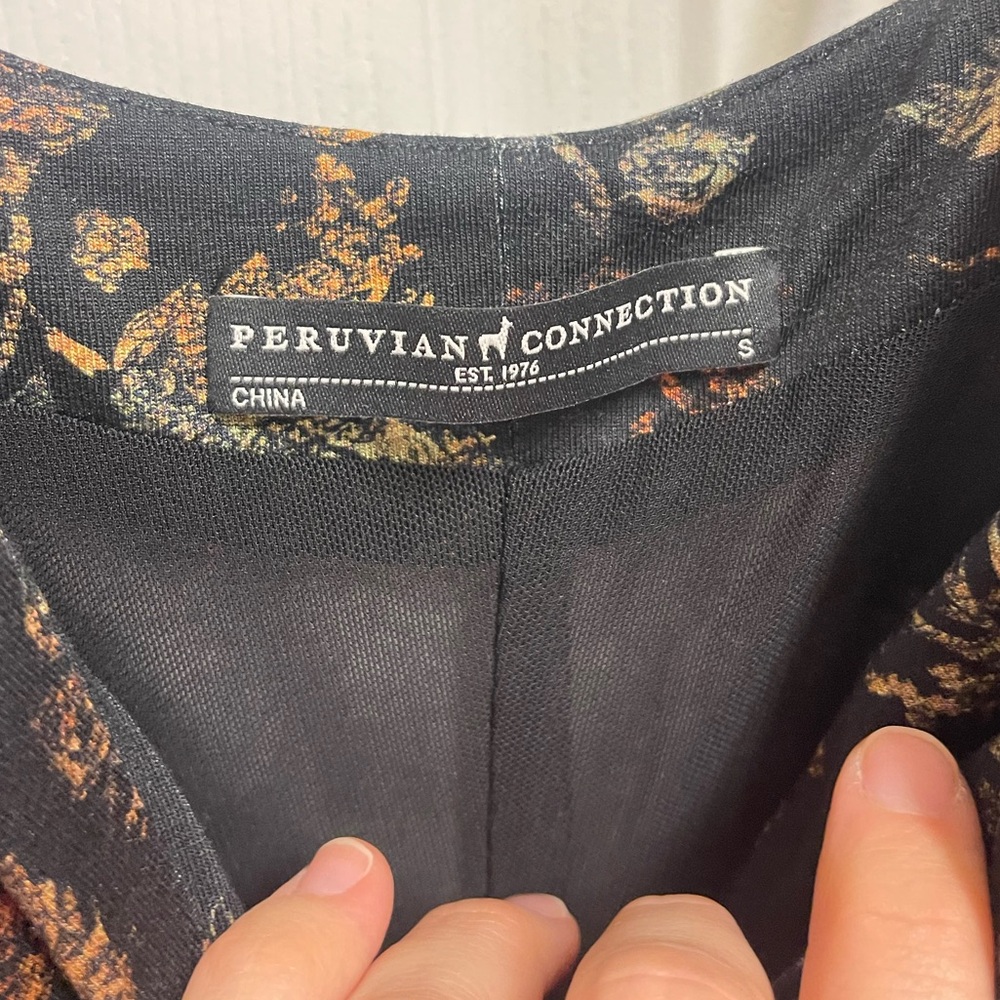 PERUVIAN CONNECTION
EST. 1976
S
CHINA